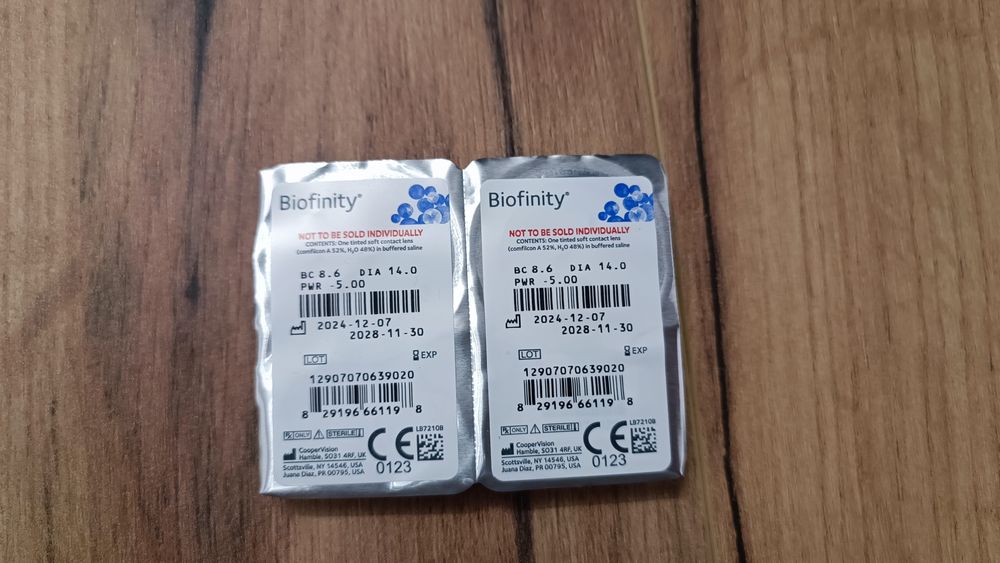 Biofinity®
NOT TO BE SOLD INDIVIDUALLY
CONTENTS: One tinted soft contact lens
(comfilcon A 52%, H₂O 48%) in buffered saline
BC 8.6 DIA 14.0
PWR -5.00
2024-12-07
2028-11-30
LOT
EXP
12907070639020
8 29196 66119 8
Rx ONLY
STERILE
LB7210B
CooperVision
Hamble, SO31 4RF, UK
Scottsville, NY 14546, USA
Juana Diaz, PR 00795, USA
CE
0123
Biofinity®
NOT TO BE SOLD INDIVIDUALLY
CONTENTS: One tinted soft contact lens
(comfilcon A 52%, H₂O 48%) in buffered saline
BC 8.6 DIA 14.0
PWR -5.00
2024-12-07
2028-11-30
LOT
EXP
12907070639020
8 29196 66119 8
Rx ONLY
STERILE
LB7210B
CooperVision
Hamble, SO31 4RF, UK
Scottsville, NY 14546, USA
Juana Diaz, PR 00795, USA
CE
0123